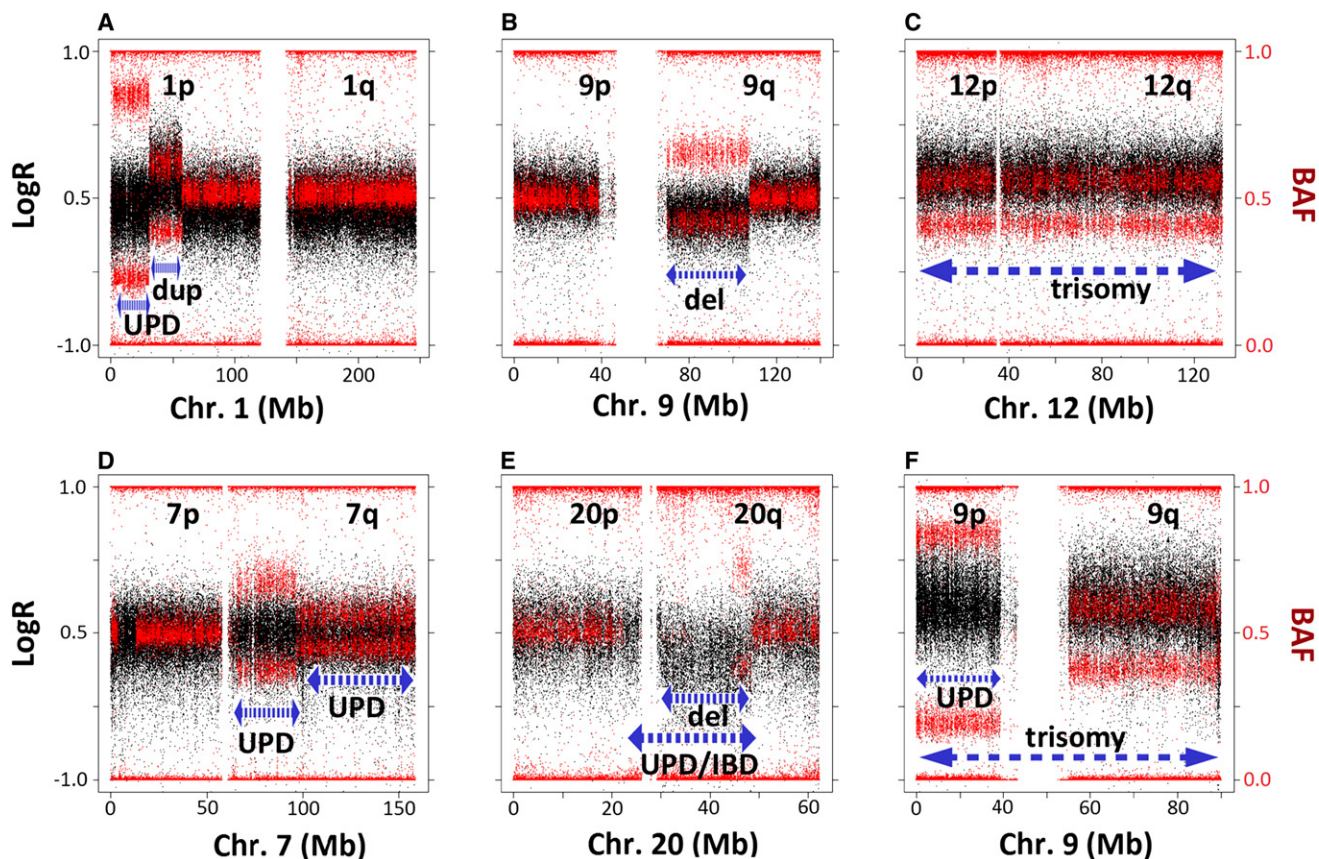 A
B
C
1.0
1p
1q
9p
9q
12p
12q
1.0
LogR
0.5
0.5
BAF
dup
UPD
del
trisomy
-1.0
0.0
0 100 200
0 40 80 120
0 20 40 60 80 100 120
Chr. 1 (Mb)
Chr. 9 (Mb)
Chr. 12 (Mb)
D
E
F
1.0
7p
7q
20p
20q
9p
9q
1.0
LogR
0.5
0.5
BAF
UPD
UPD
del
UPD/IBD
UPD
trisomy
-1.0
0.0
0 50 100 150
0 20 40 60
0 20 40 60 80
Chr. 7 (Mb)
Chr. 20 (Mb)
Chr. 9 (Mb)